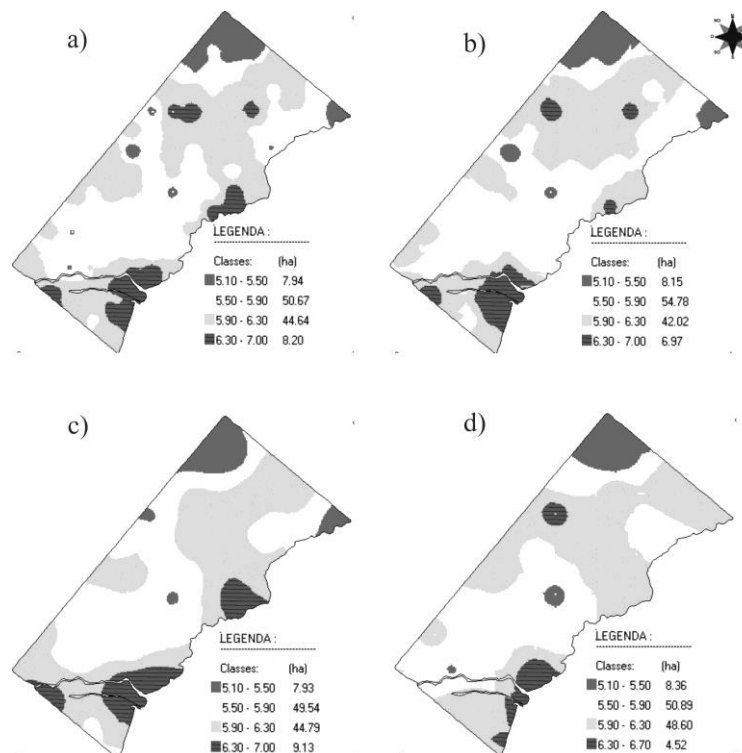 a)
LEGENDA :
Classes: (ha)
5.10 - 5.50 7.94
5.50 - 5.90 50.67
5.90 - 6.30 44.64
6.30 - 7.00 8.20
b)
LEGENDA :
Classes: (ha)
5.10 - 5.50 8.15
5.50 - 5.90 54.78
5.90 - 6.30 42.02
6.30 - 7.00 6.97
c)
LEGENDA :
Classes: (ha)
5.10 - 5.50 7.93
5.50 - 5.90 49.54
5.90 - 6.30 44.79
6.30 - 7.00 9.13
d)
LEGENDA :
Classes: (ha)
5.10 - 5.50 8.36
5.50 - 5.90 50.89
5.90 - 6.30 48.60
6.30 - 6.70 4.52